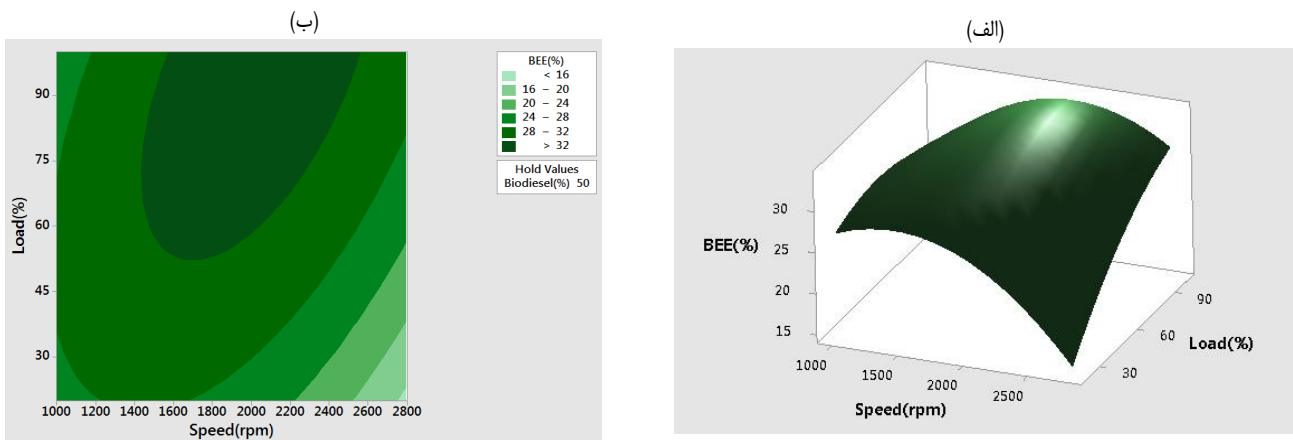 (الف)
30
25
20
15
BEE(%)
1000
1500
2000
2500
Speed(rpm)
30
60
90
Load(%)
(ب)
90
75
60
45
30
Load(%)
1000 1200 1400 1600 1800 2000 2200 2400 2600 2800
Speed(rpm)
BEE(%)
< 16
16 – 20
20 – 24
24 – 28
28 – 32
> 32
Hold Values
Biodiesel(%) 50